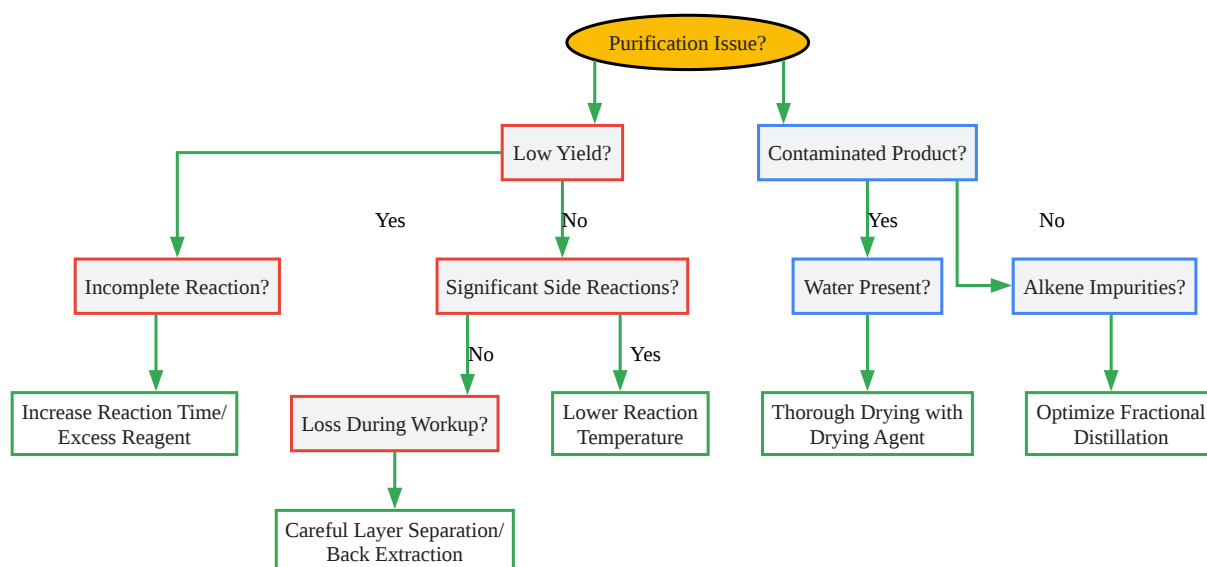 Purification Issue?
Low Yield?
Contaminated Product?
Yes
No
Yes
No
Incomplete Reaction?
Significant Side Reactions?
Water Present?
Alkene Impurities?
No
Yes
Increase Reaction Time/
Excess Reagent
Loss During Workup?
Lower Reaction
Temperature
Thorough Drying with
Drying Agent
Optimize Fractional
Distillation
Careful Layer Separation/
Back Extraction